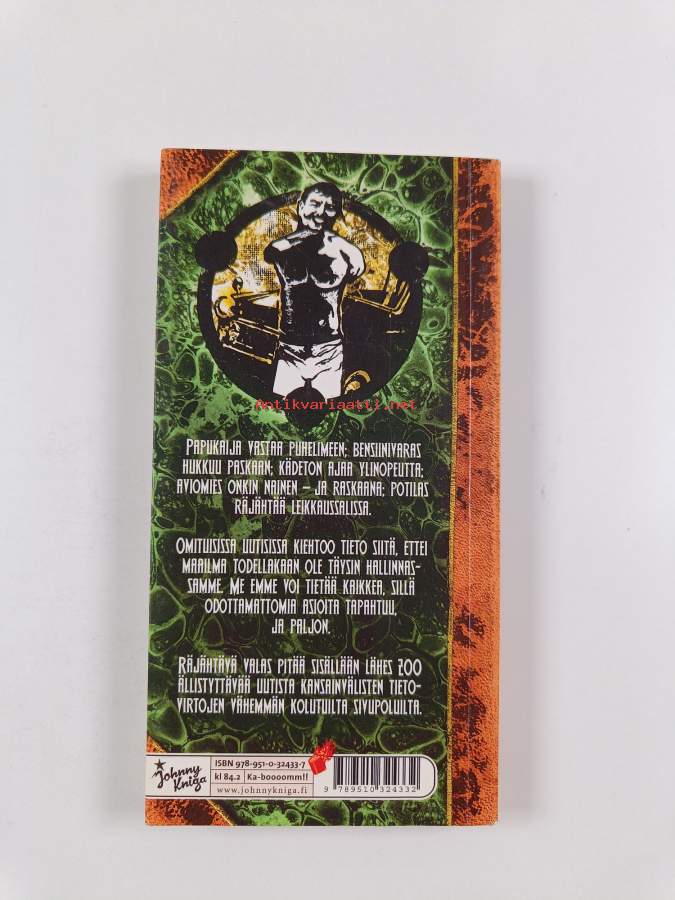 Antikvariaatti.net
PAPUKAIJA VASTAA PUHELIMEEN; BENSIINIVARAS
HUKKUU PASKAAN; KÄDETÖN AJAA YLINOPEUTTA;
AVIOMIES ONKIN NAINEN – JA RASKAANA; POTILAS
RÄJÄHTÄÄ LEIKKAUSSALISSA.
OMITUISISSA UUTISISSA KIEHTOO TIETO SIITÄ, ETTEI
MAAILMA TODELLAKAAN OLE TÄYSIN HALLINNAS-
SAMME. ME EMME VOI TIETÄÄ KAIKKEA, SILLÄ
ODOTTAMATTOMIA ASIOITA TAPAHTUU,
JA PALJON.
RÄJÄHTÄVÄ VALAS PITÄÄ SISÄLLÄÄN LÄHES 200
ÄLLISTYTTÄVÄÄ UUTISTA KANSAINVÄLISTEN TIETO-
VIRTOJEN VÄHEMMÄN KOLUTUILTA SIVUPOLUILTA.
Johnny
Kniga
ISBN 978-951-0-32433-7
kl 84.2 Ka-boooomm!!
www.johnnykniga.fi
9 789510 324332